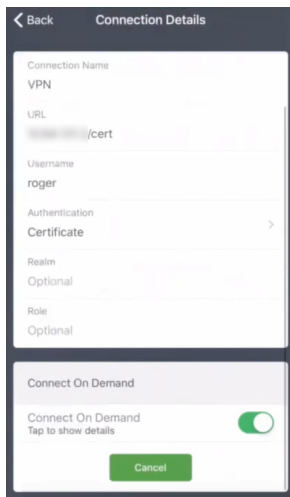 Back
Connection Details
Connection Name
VPN
URL
/cert
Username
roger
Authentication
Certificate
Realm
Optional
Role
Optional
Connect On Demand
Connect On Demand
Tap to show details
Cancel